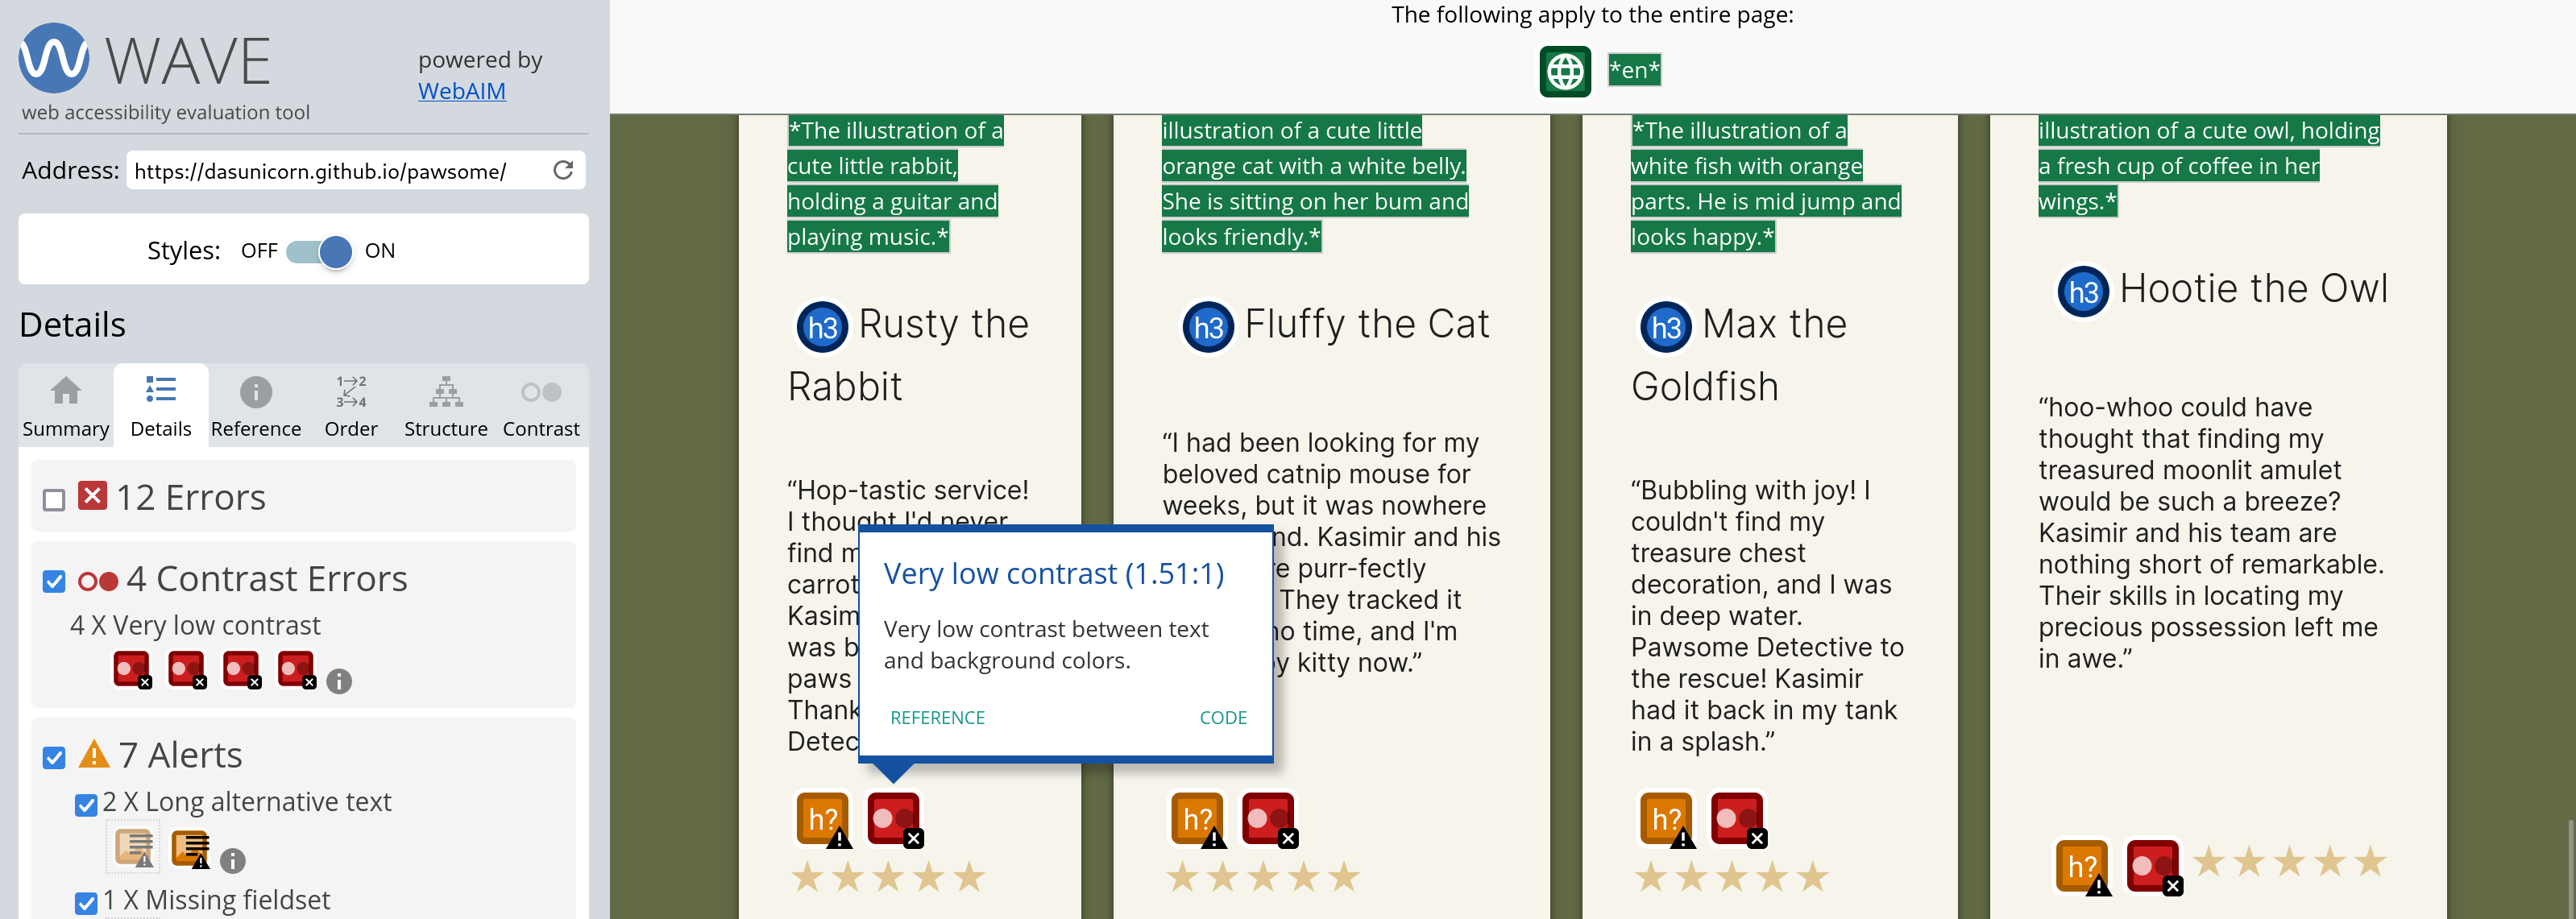 WAVE
powered by
WebAIM
web accessibility evaluation tool
Address: https://dasunicorn.github.io/pawsome/
Styles: OFF ON
Details
Summary Details Reference Order Structure Contrast
1 2
3 4
12 Errors
4 Contrast Errors
4 X Very low contrast
7 Alerts
2 X Long alternative text
1 X Missing fieldset
The following apply to the entire page:
*en*
*The illustration of a
cute little rabbit,
holding a guitar and
playing music.*
h3 Rusty the
Rabbit
“Hop-tastic service!
I thought I'd never
find m
carrot
Kasim
was b
paws
Thank
Detec
h?
★★★★★
Very low contrast (1.51:1)
Very low contrast between text
and background colors.
REFERENCE CODE
illustration of a cute little
orange cat with a white belly.
She is sitting on her bum and
looks friendly.*
h3 Fluffy the Cat
“I had been looking for my
beloved catnip mouse for
weeks, but it was nowhere
nd. Kasimir and his
e purr-fectly
They tracked it
no time, and I'm
y kitty now.”
h?
★★★★★
*The illustration of a
white fish with orange
parts. He is mid jump and
looks happy.*
h3 Max the
Goldfish
“Bubbling with joy! I
couldn't find my
treasure chest
decoration, and I was
in deep water.
Pawsome Detective to
the rescue! Kasimir
had it back in my tank
in a splash.”
h?
★★★★★
illustration of a cute owl, holding
a fresh cup of coffee in her
wings.*
h3 Hootie the Owl
“hoo-whoo could have
thought that finding my
treasured moonlit amulet
would be such a breeze?
Kasimir and his team are
nothing short of remarkable.
Their skills in locating my
precious possession left me
in awe.”
h? ★★★★★